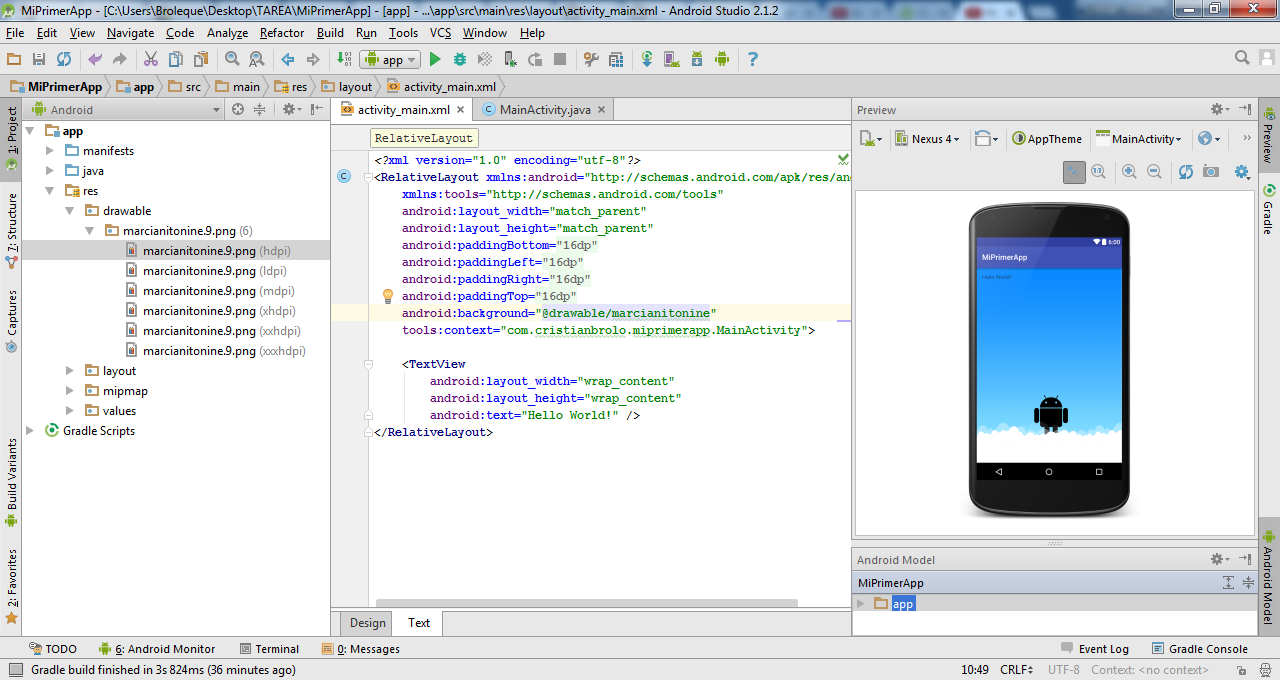 MiPrimerApp - [C:\Users\Broleque\Desktop\TAREA\MiPrimerApp] - [app] - ...\app\src\main\res\layout\activity_main.xml - Android Studio 2.1.2
File Edit View Navigate Code Analyze Refactor Build Run Tools VCS Window Help
app
MiPrimerApp app src main res layout activity_main.xml
1: Project
7: Structure
Captures
Build Variants
2: Favorites
Android
app
manifests
java
res
drawable
marcianitonine.9.png (6)
marcianitonine.9.png (hdpi)
marcianitonine.9.png (ldpi)
marcianitonine.9.png (mdpi)
marcianitonine.9.png (xhdpi)
marcianitonine.9.png (xxhdpi)
marcianitonine.9.png (xxxhdpi)
layout
mipmap
values
Gradle Scripts
activity_main.xml MainActivity.java
RelativeLayout
<?xml version="1.0" encoding="utf-8"?>
<RelativeLayout xmlns:android="http://schemas.android.com/apk/res/an
xmlns:tools="http://schemas.android.com/tools"
android:layout_width="match_parent"
android:layout_height="match_parent"
android:paddingBottom="16dp"
android:paddingLeft="16dp"
android:paddingRight="16dp"
android:paddingTop="16dp"
android:background="@drawable/marcianitonine"
tools:context="com.cristianbrolo.miprimerapp.MainActivity">
<TextView
android:layout_width="wrap_content"
android:layout_height="wrap_content"
android:text="Hello World!" />
</RelativeLayout>
Design Text
Preview
Nexus 4 AppTheme MainActivity
1:1
6:00
MiPrimerApp
Hello World!
Android Model
MiPrimerApp
app
Preview
Gradle
Android Model
TODO 6: Android Monitor Terminal 0: Messages Event Log Gradle Console
Gradle build finished in 3s 824ms (36 minutes ago) 10:49 CRLF UTF-8 Context: <no context>